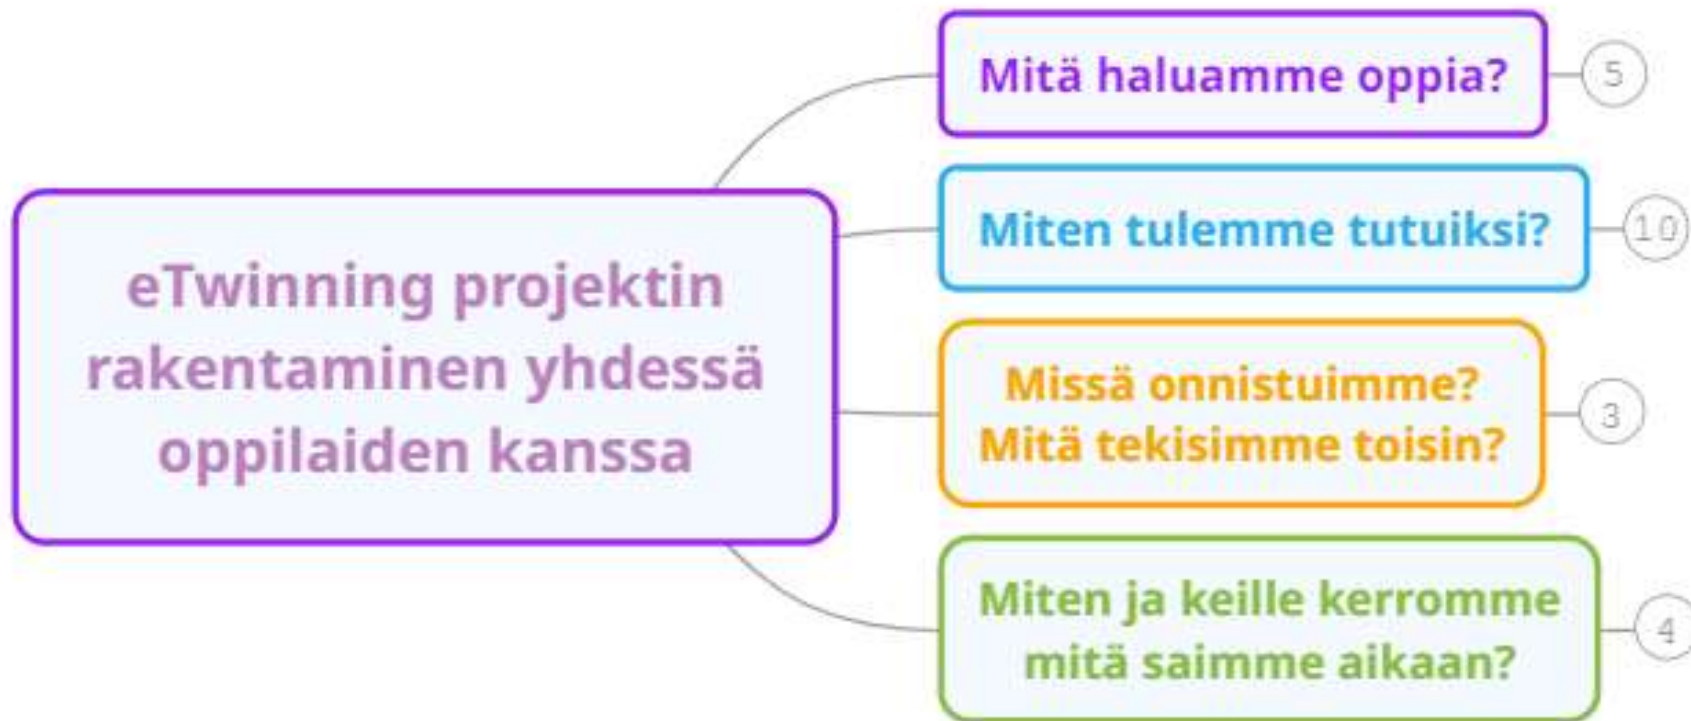 eTwinning projektin
rakentaminen yhdessä
oppilaiden kanssa
Mitä haluamme oppia?
5
Miten tulemme tutuiksi?
10
Missä onnistuimme?
Mitä tekisimme toisin?
3
Miten ja keille kerromme
mitä saimme aikaan?
4